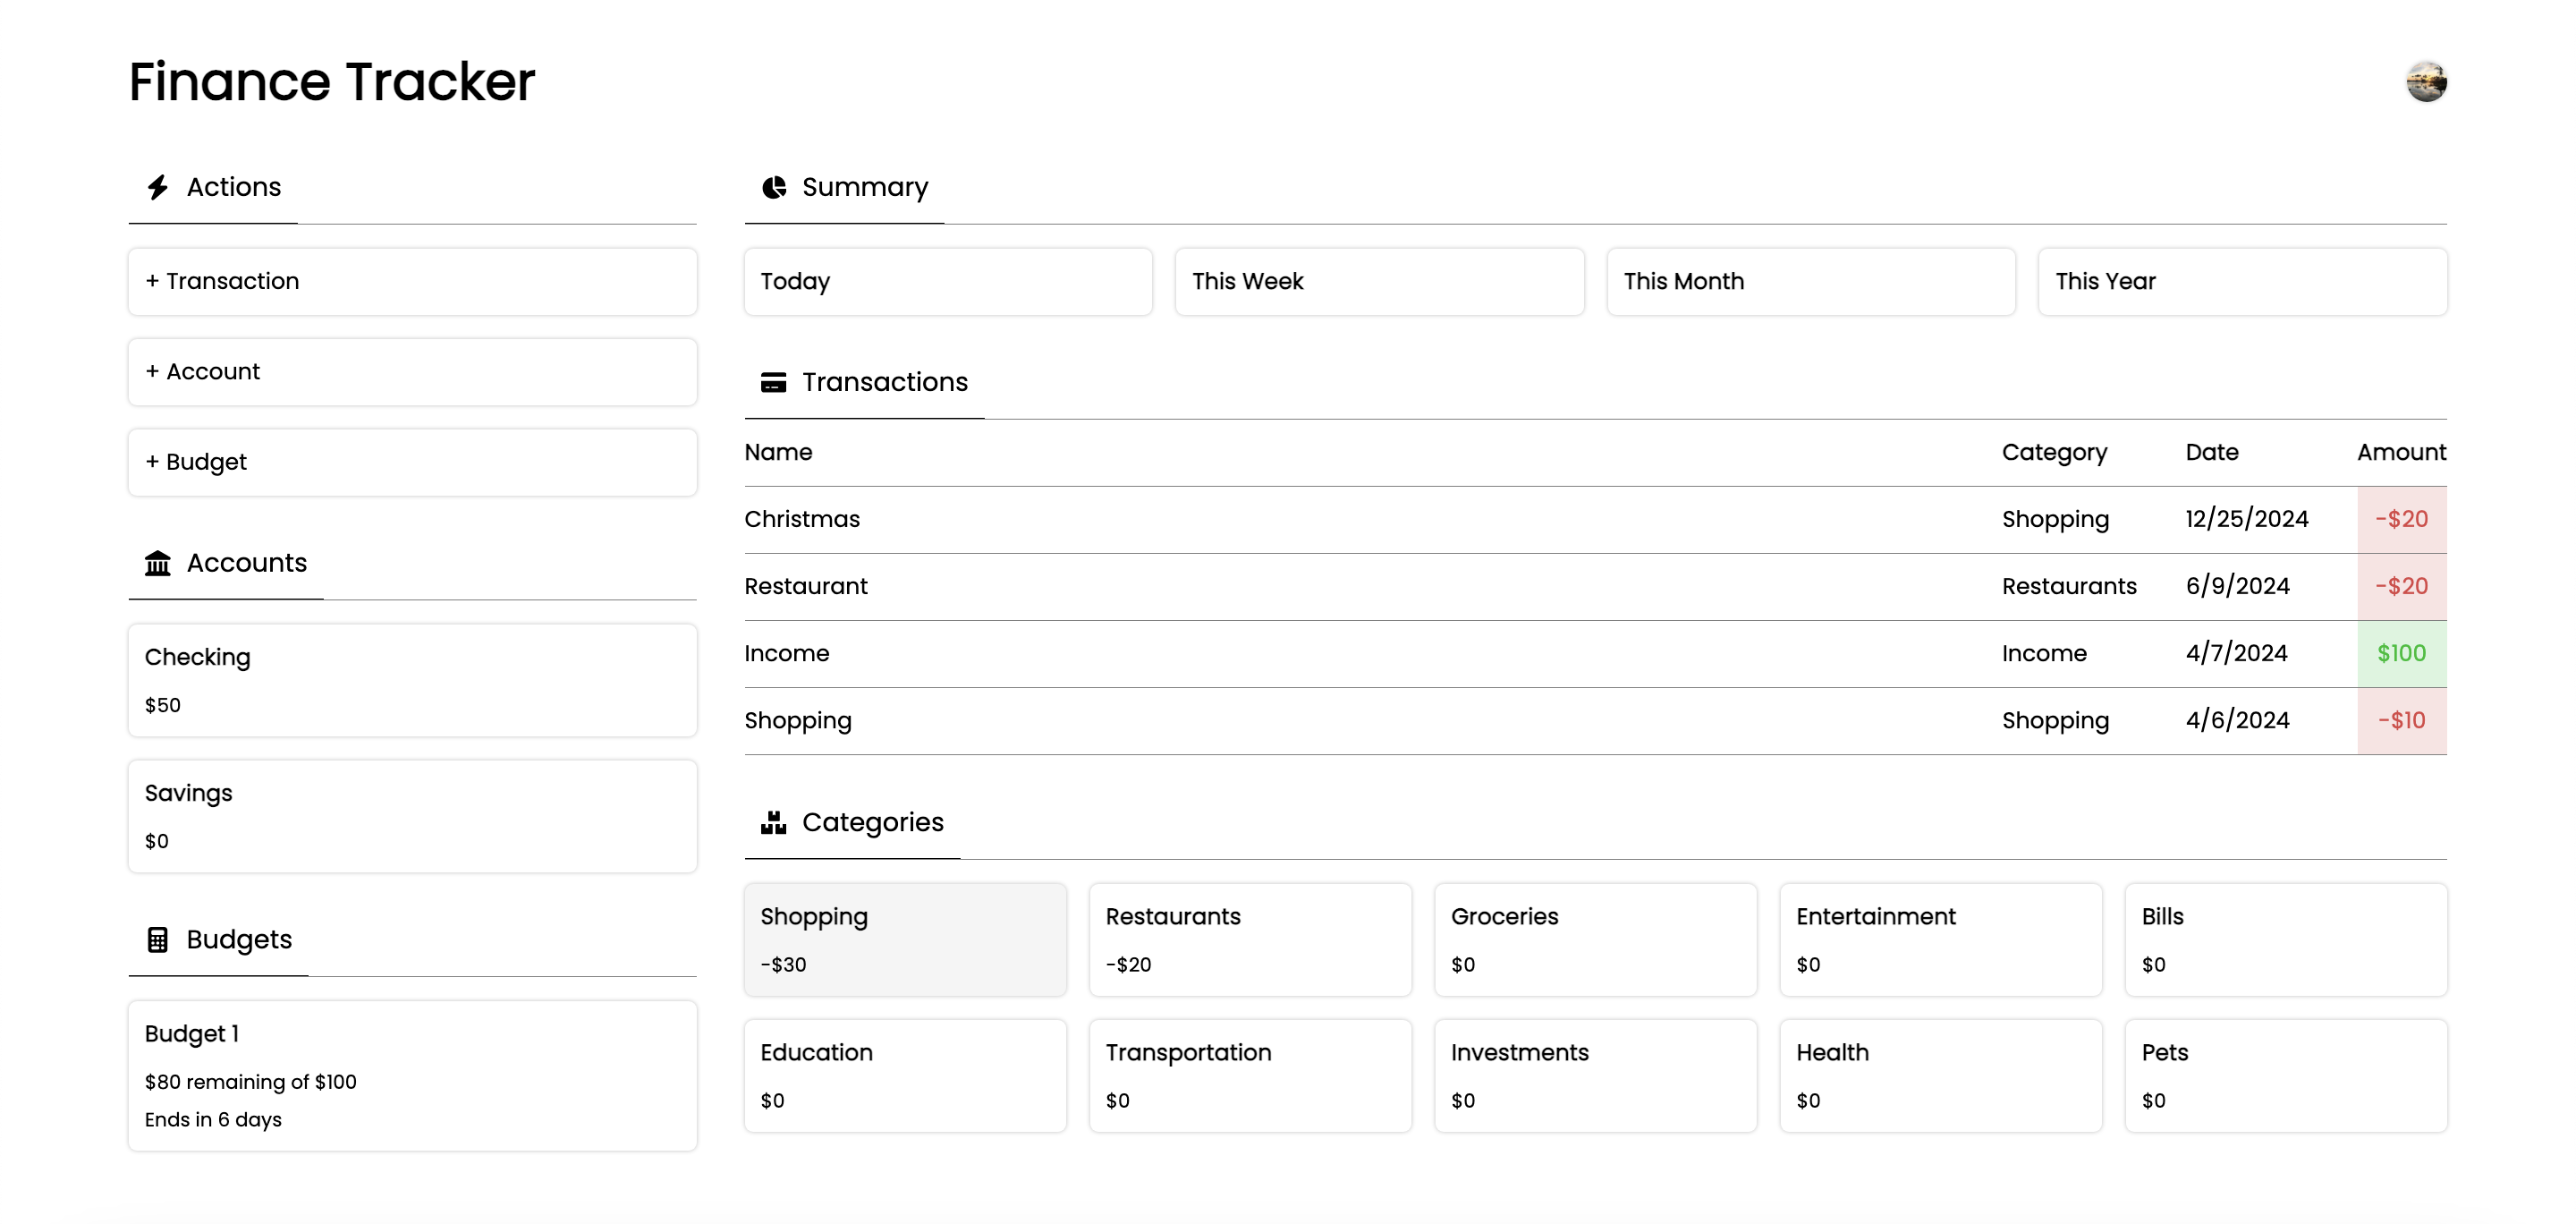 Finance Tracker
Actions
+ Transaction
+ Account
+ Budget
Accounts
Checking
$50
Savings
$0
Budgets
Budget 1
$80 remaining of $100
Ends in 6 days
Summary
Today This Week This Month This Year
Transactions
Name Category Date Amount
Christmas Shopping 12/25/2024 -$20
Restaurant Restaurants 6/9/2024 -$20
Income Income 4/7/2024 $100
Shopping Shopping 4/6/2024 -$10
Categories
Shopping Restaurants Groceries Entertainment Bills
-$30 -$20 $0 $0 $0
Education Transportation Investments Health Pets
$0 $0 $0 $0 $0